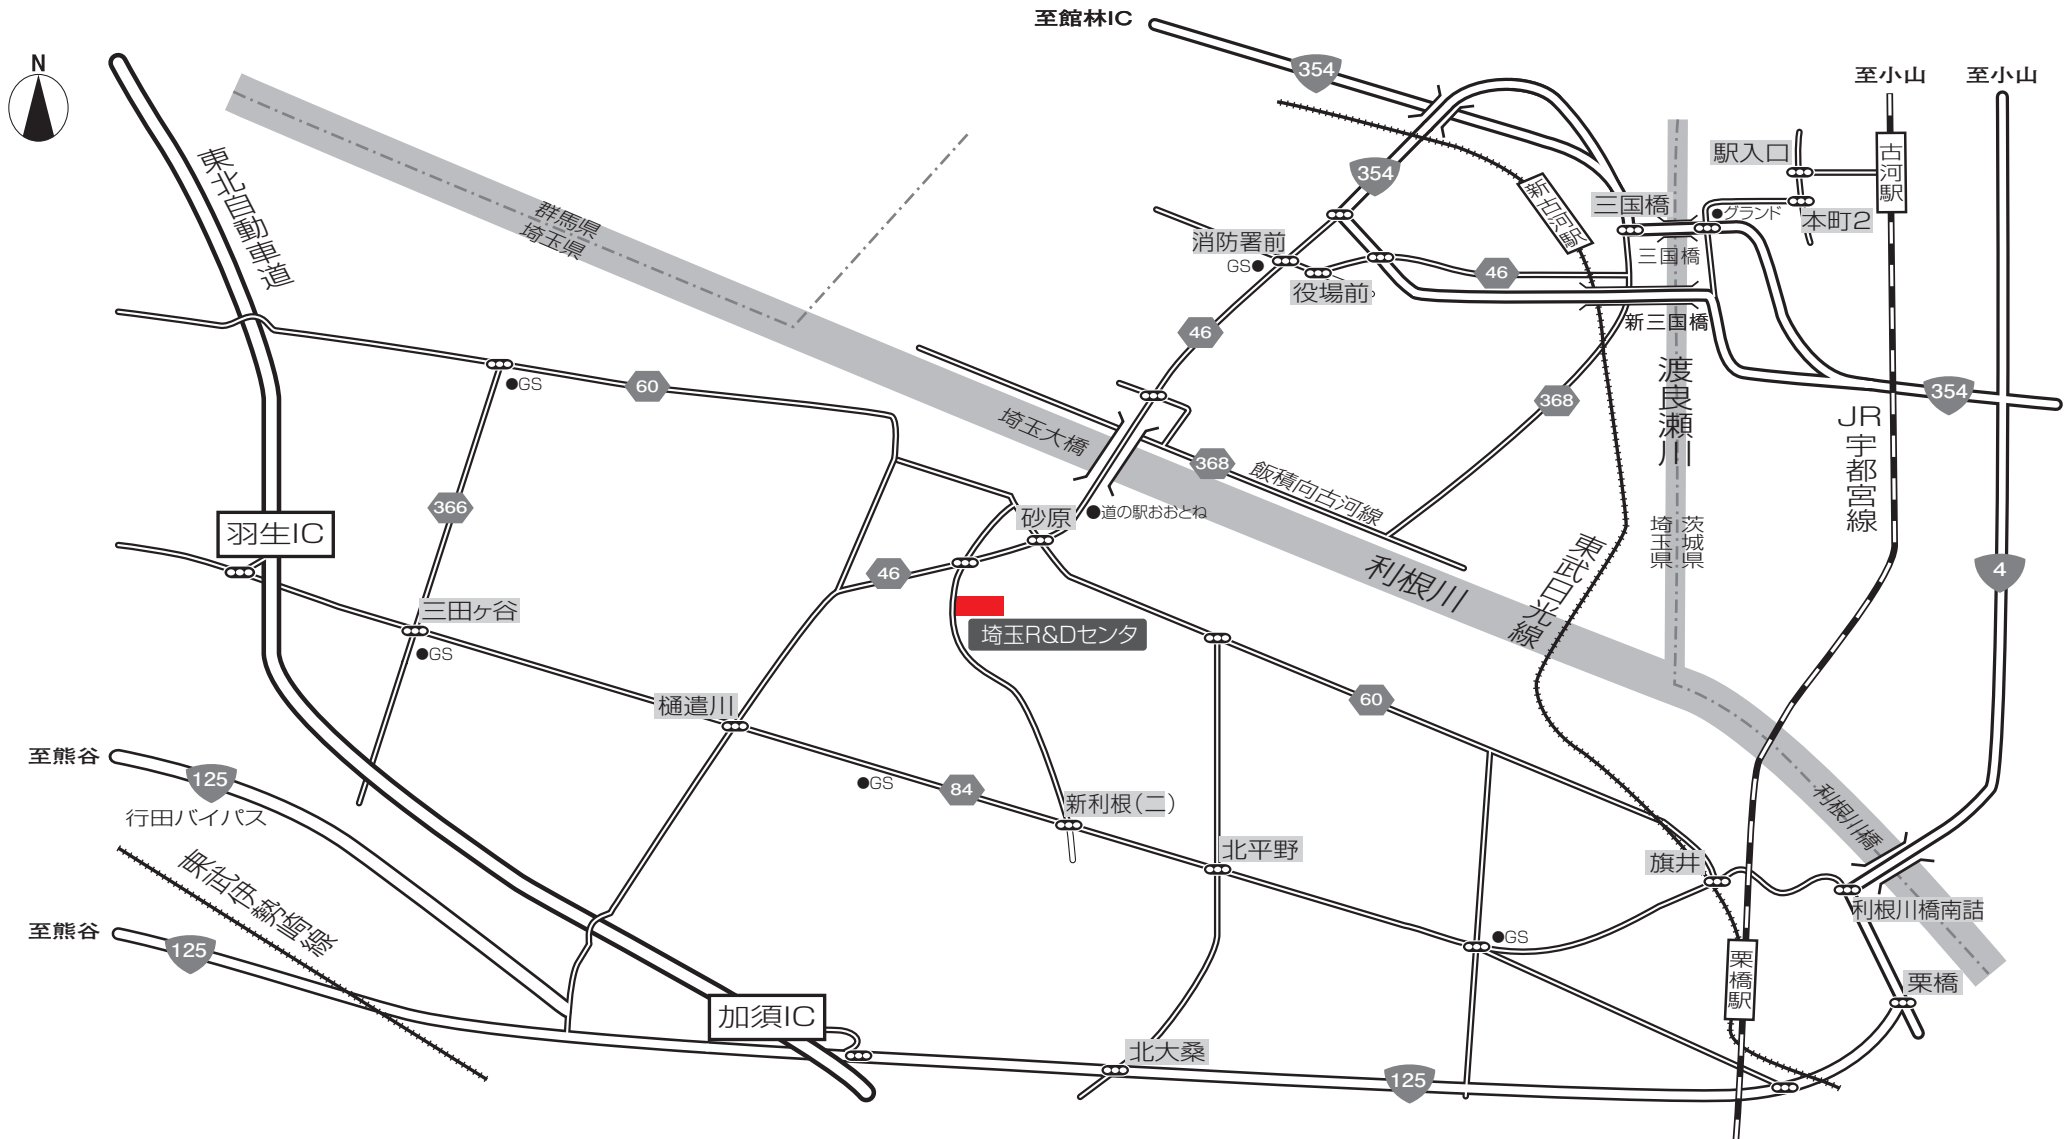 至館林IC
N
354
至小山
至小山
東北自動車道
群馬県
埼玉県
354
新古河駅
三国橋
駅入口
古河駅
グランド
本町2
消防署前
GS
三国橋
46
役場前
新三国橋
46
60
GS
埼玉大橋
368
飯積向古河線
368
渡良瀬川
354
JR宇都宮線
366
羽生IC
砂原
道の駅おおとね
埼玉県
茨城県
東武日光線
利根川
46
4
三田ヶ谷
GS
埼玉R&Dセンタ
樋遣川
60
至熊谷
125
行田バイパス
GS
84
新利根(二)
利根川橋
北平野
旗井
東武伊勢崎線
至熊谷
125
利根川橋南詰
GS
栗橋駅
栗橋
加須IC
北大桑
125